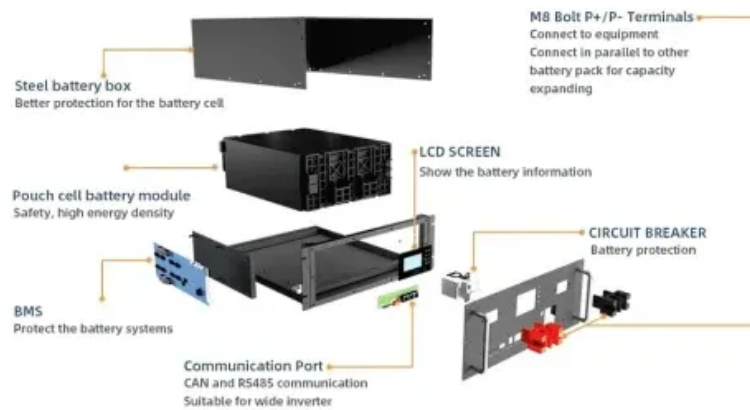 M8 Bolt P+/P- Terminals
Connect to equipment
Connect in parallel to other
battery pack for capacity
expanding
Steel battery box
Better protection for the battery cell
LCD SCREEN
Show the battery information
Pouch cell battery module
Safety, high energy density
CIRCUIT BREAKER
Battery protection
BMS
Protect the battery systems
Communication Port
CAN and RS485 communication
Suitable for wide inverter